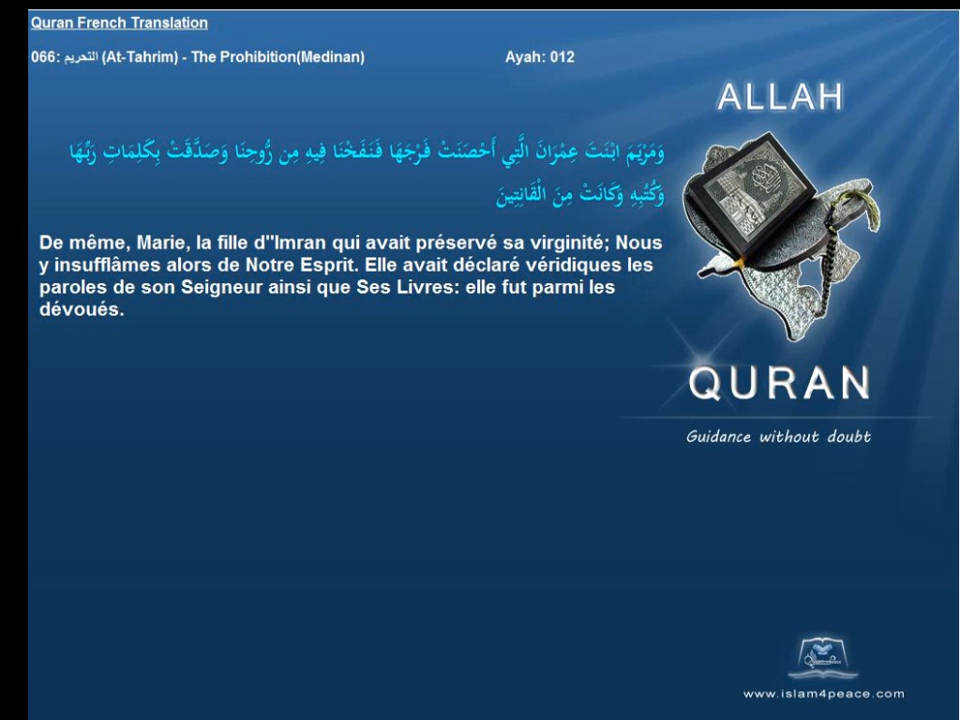 Quran French Translation
066: التحريم (At-Tahrim) - The Prohibition(Medinan) Ayah: 012
ALLAH
وَمَرْيَمَ ابْنَتَ عِمْرَانَ الَّتِي أَحْصَنَتْ فَرْجَهَا فَنَفَخْنَا فِيهِ مِن رُّوحِنَا وَصَدَّقَتْ بِكَلِمَاتِ رَبِّهَا
وَكُتُبِهِ وَكَانَتْ مِنَ الْقَانِتِينَ
De même, Marie, la fille d"Imran qui avait préservé sa virginité; Nous
y insufflâmes alors de Notre Esprit. Elle avait déclaré véridiques les
paroles de son Seigneur ainsi que Ses Livres: elle fut parmi les
dévoués.
QURAN
Guidance without doubt
www.islam4peace.com